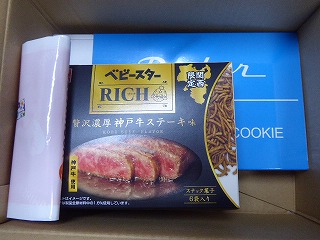 ベビースター
RICH
限定
関西
贅沢濃厚神戸牛ステーキ味
KOBE BEEF FLAVOR
神戸牛
使用
スナック菓子
6袋入り
COOKIE